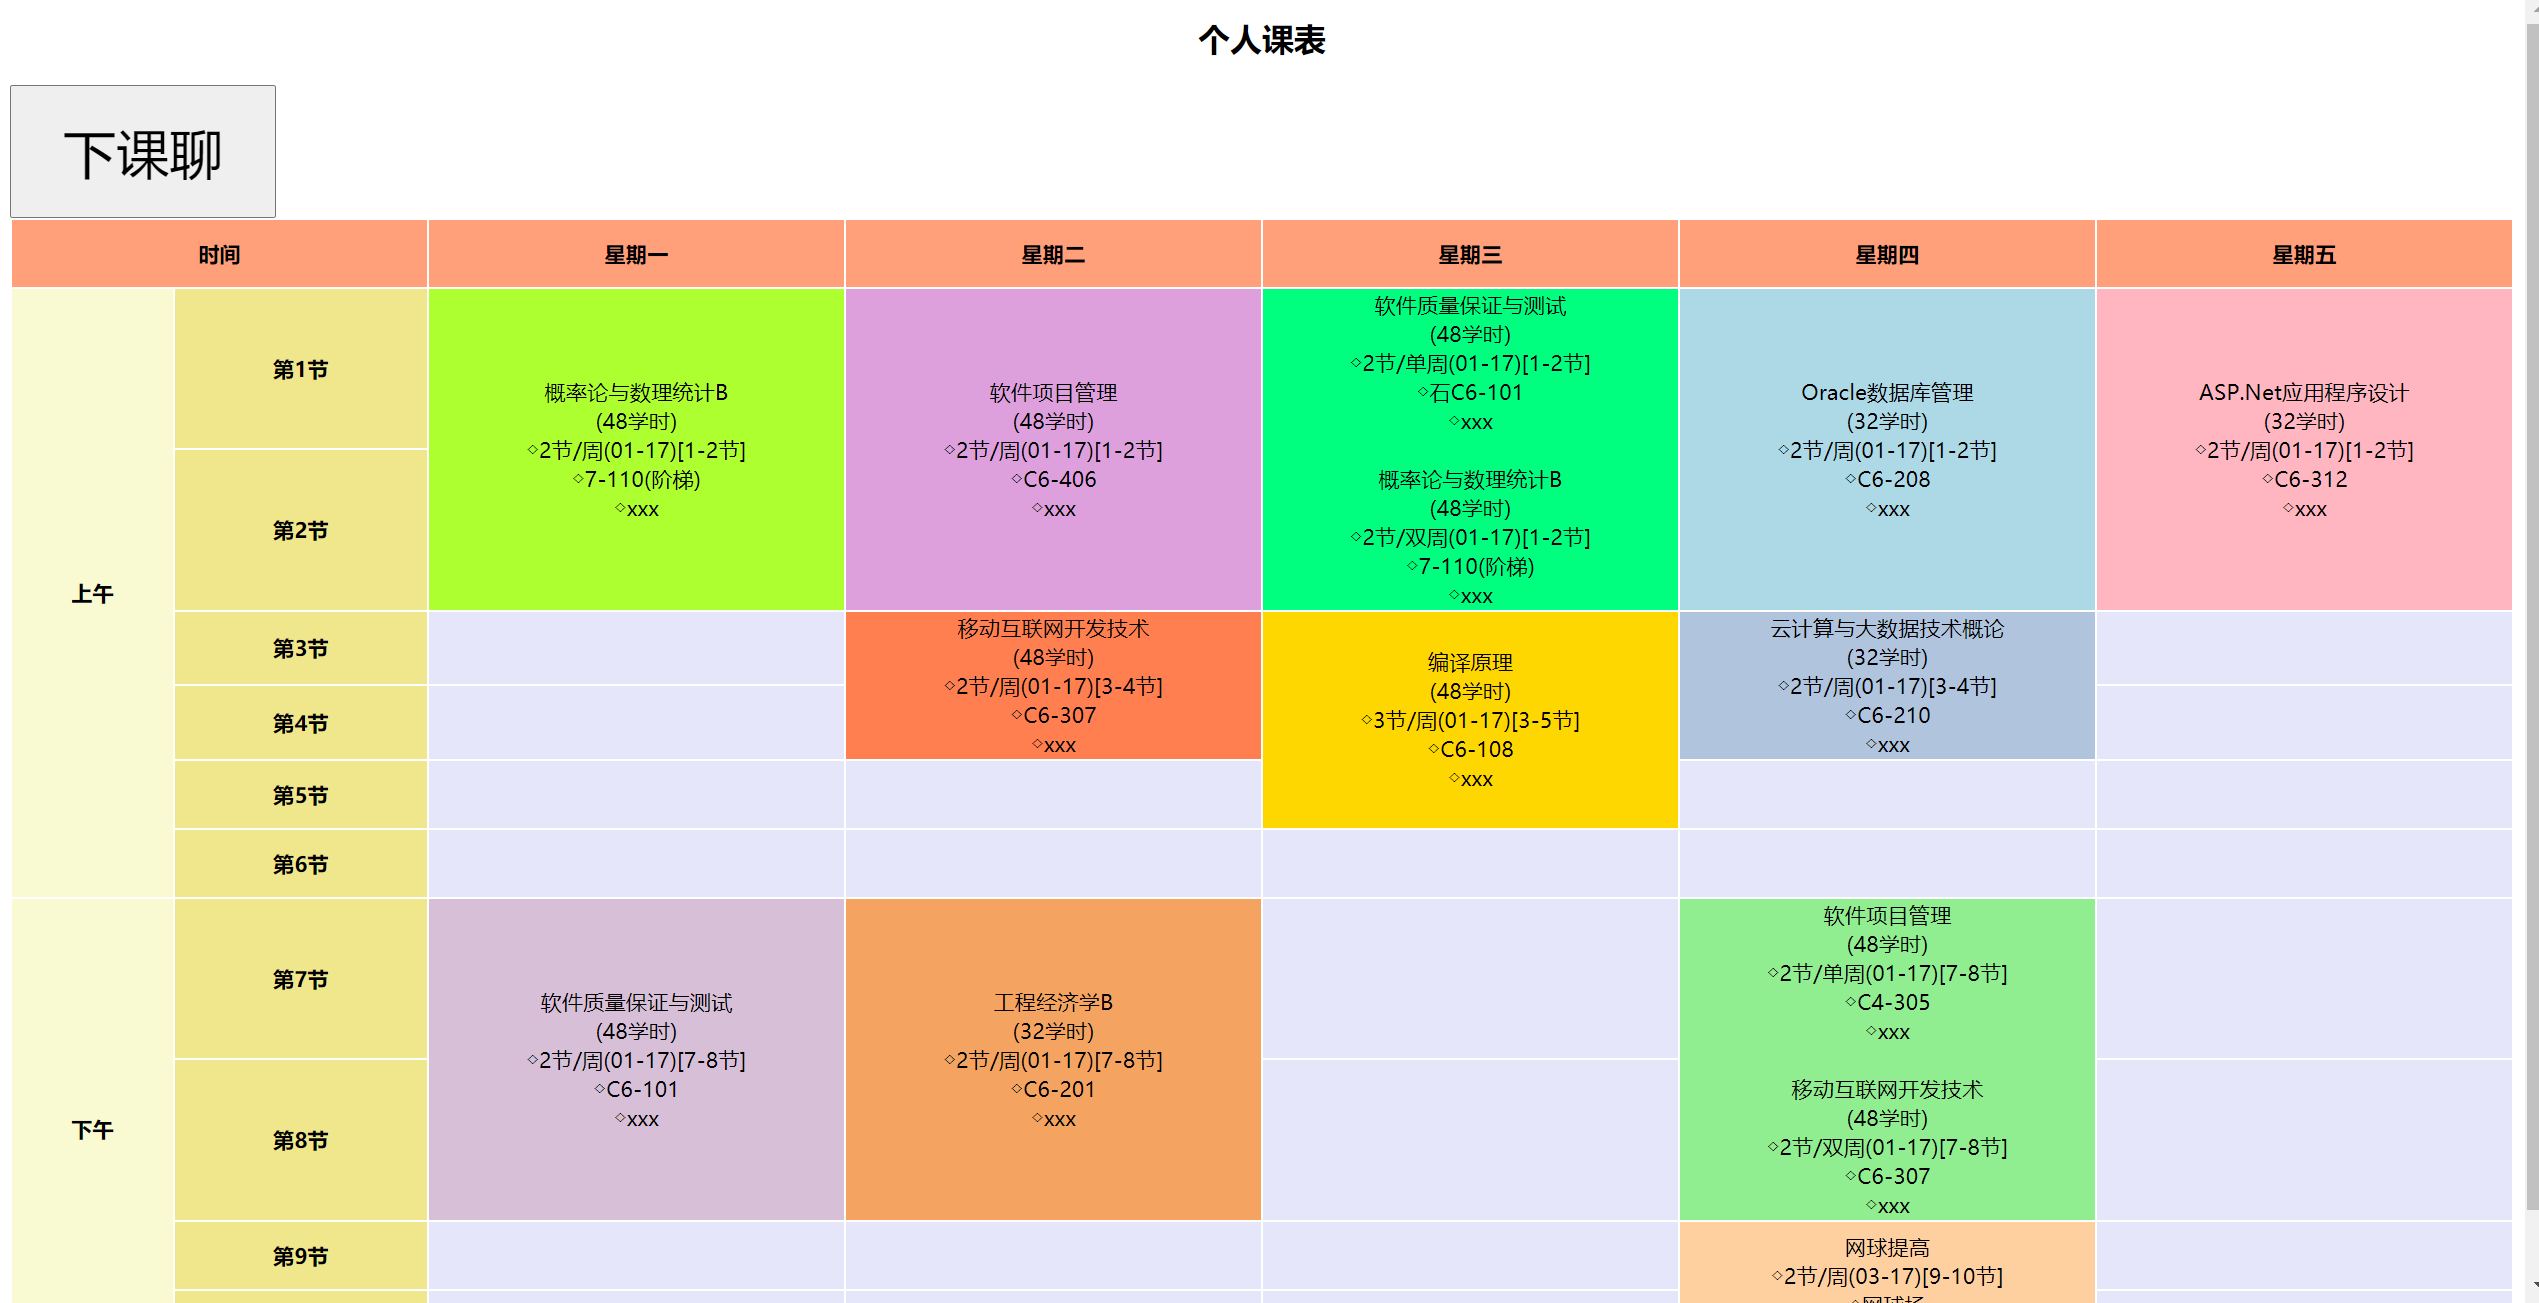 个人课表
下课聊
时间
星期一
星期二
星期三
星期四
星期五
上午
第1节
概率论与数理统计B
(48学时)
◇2节/周(01-17)[1-2节]
◇7-110(阶梯)
◇xxx
软件项目管理
(48学时)
◇2节/周(01-17)[1-2节]
◇C6-406
◇xxx
软件质量保证与测试
(48学时)
◇2节/单周(01-17)[1-2节]
◇石C6-101
◇xxx
概率论与数理统计B
(48学时)
◇2节/双周(01-17)[1-2节]
◇7-110(阶梯)
◇xxx
Oracle数据库管理
(32学时)
◇2节/周(01-17)[1-2节]
◇C6-208
◇xxx
ASP.Net应用程序设计
(32学时)
◇2节/周(01-17)[1-2节]
◇C6-312
◇xxx
第2节
第3节
移动互联网开发技术
(48学时)
◇2节/周(01-17)[3-4节]
◇C6-307
◇xxx
编译原理
(48学时)
◇3节/周(01-17)[3-5节]
◇C6-108
◇xxx
云计算与大数据技术概论
(32学时)
◇2节/周(01-17)[3-4节]
◇C6-210
◇xxx
第4节
第5节
第6节
下午
第7节
软件质量保证与测试
(48学时)
◇2节/周(01-17)[7-8节]
◇C6-101
◇xxx
工程经济学B
(32学时)
◇2节/周(01-17)[7-8节]
◇C6-201
◇xxx
软件项目管理
(48学时)
◇2节/单周(01-17)[7-8节]
◇C4-305
◇xxx
移动互联网开发技术
(48学时)
◇2节/双周(01-17)[7-8节]
◇C6-307
◇xxx
第8节
第9节
网球提高
◇2节/周(03-17)[9-10节]